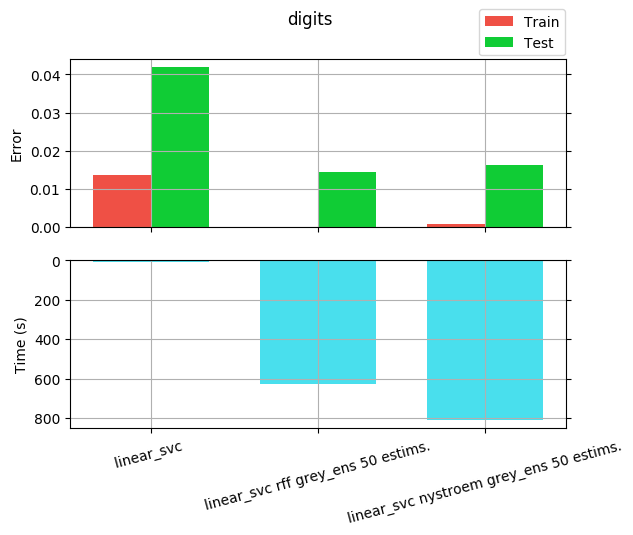 digits
Train
Test
0.04
0.03
0.02
0.01
0.00
Error
0
200
400
600
800
Time (s)
linear_svc
linear_svc rff grey_ens 50 estims.
linear_svc nystroem grey_ens 50 estims.